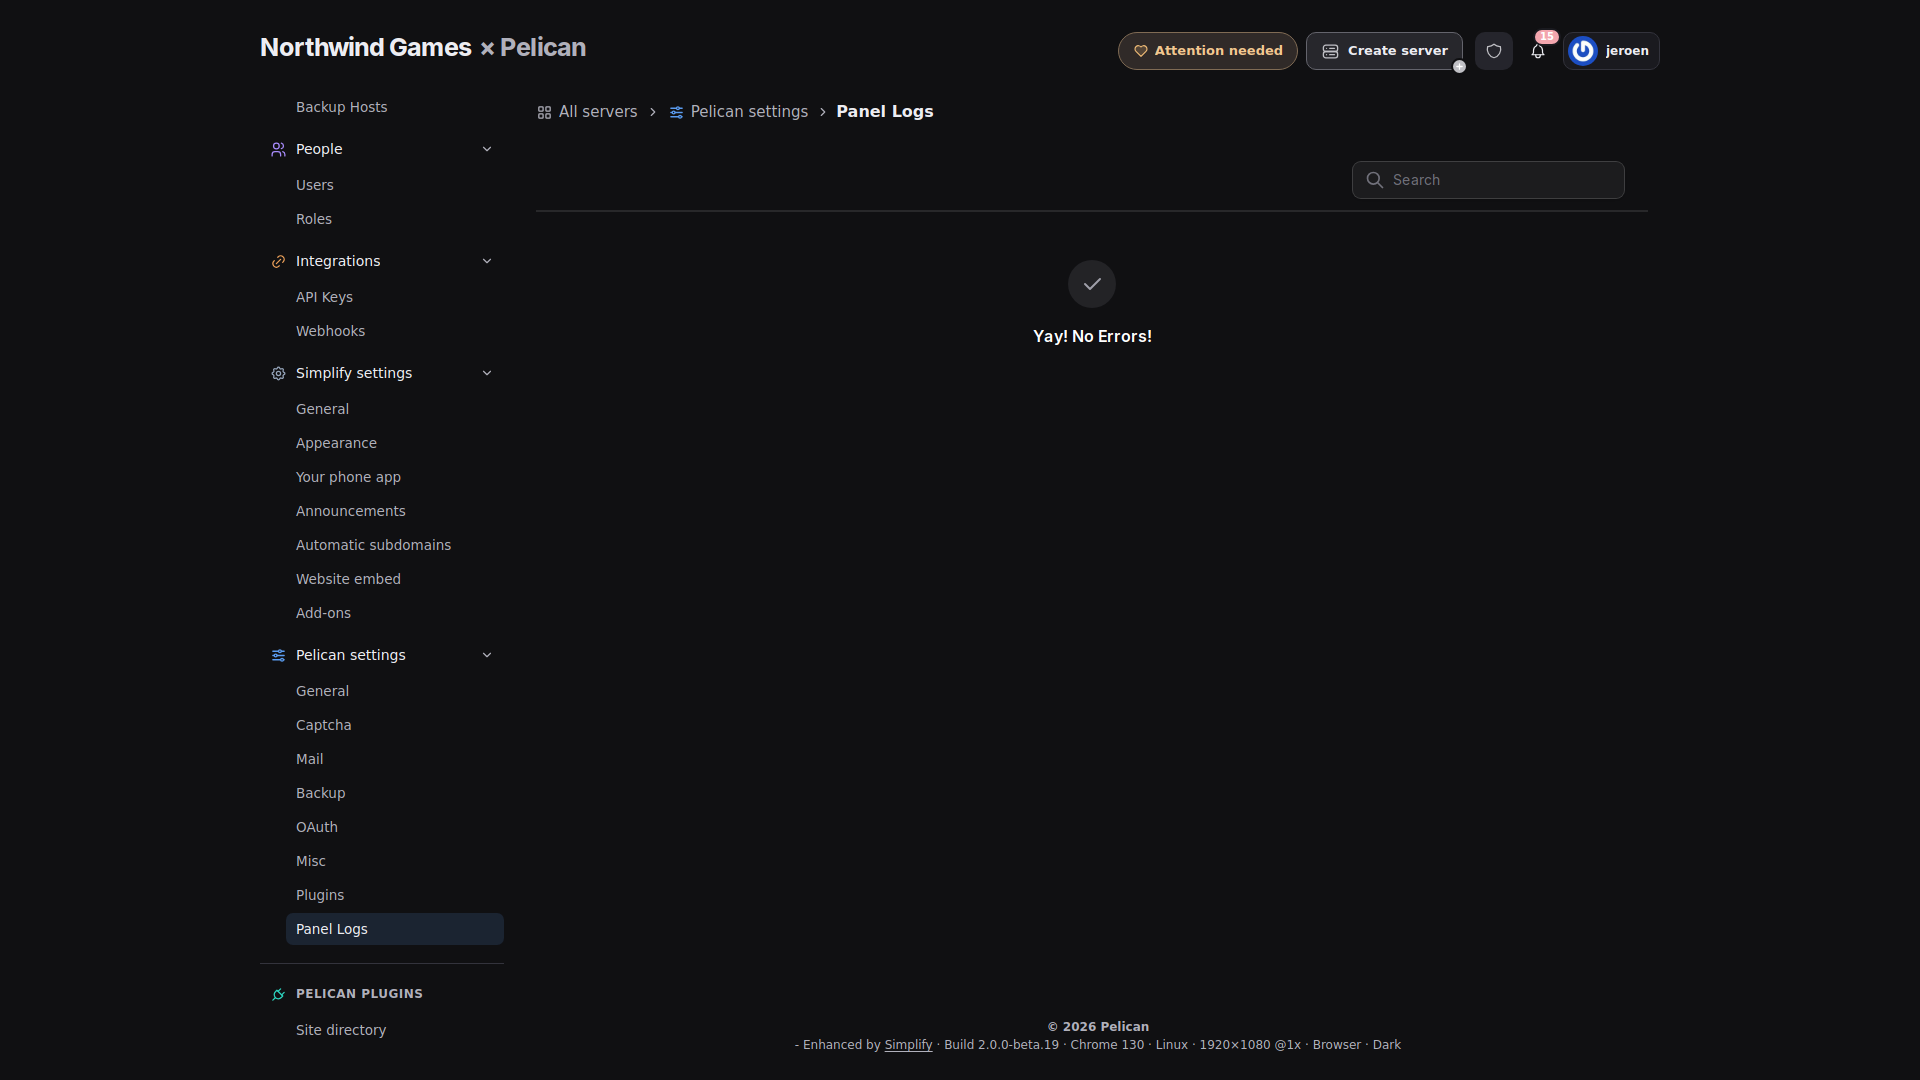 Northwind Games × Pelican
Attention needed
Create server
15
jeroen
Backup Hosts
People
Users
Roles
Integrations
API Keys
Webhooks
Simplify settings
General
Appearance
Your phone app
Announcements
Automatic subdomains
Website embed
Add-ons
Pelican settings
General
Captcha
Mail
Backup
OAuth
Misc
Plugins
Panel Logs
PELICAN PLUGINS
Site directory
All servers > Pelican settings > Panel Logs
Search
Yay! No Errors!
© 2026 Pelican
- Enhanced by Simplify · Build 2.0.0-beta.19 · Chrome 130 · Linux · 1920×1080 @1x · Browser · Dark